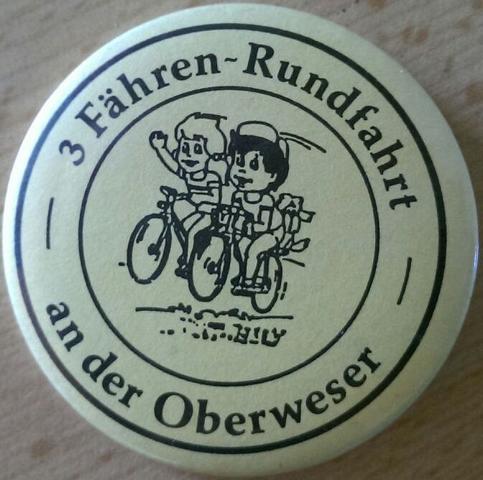 3 Fähren-Rundfahrt
an der Oberweser